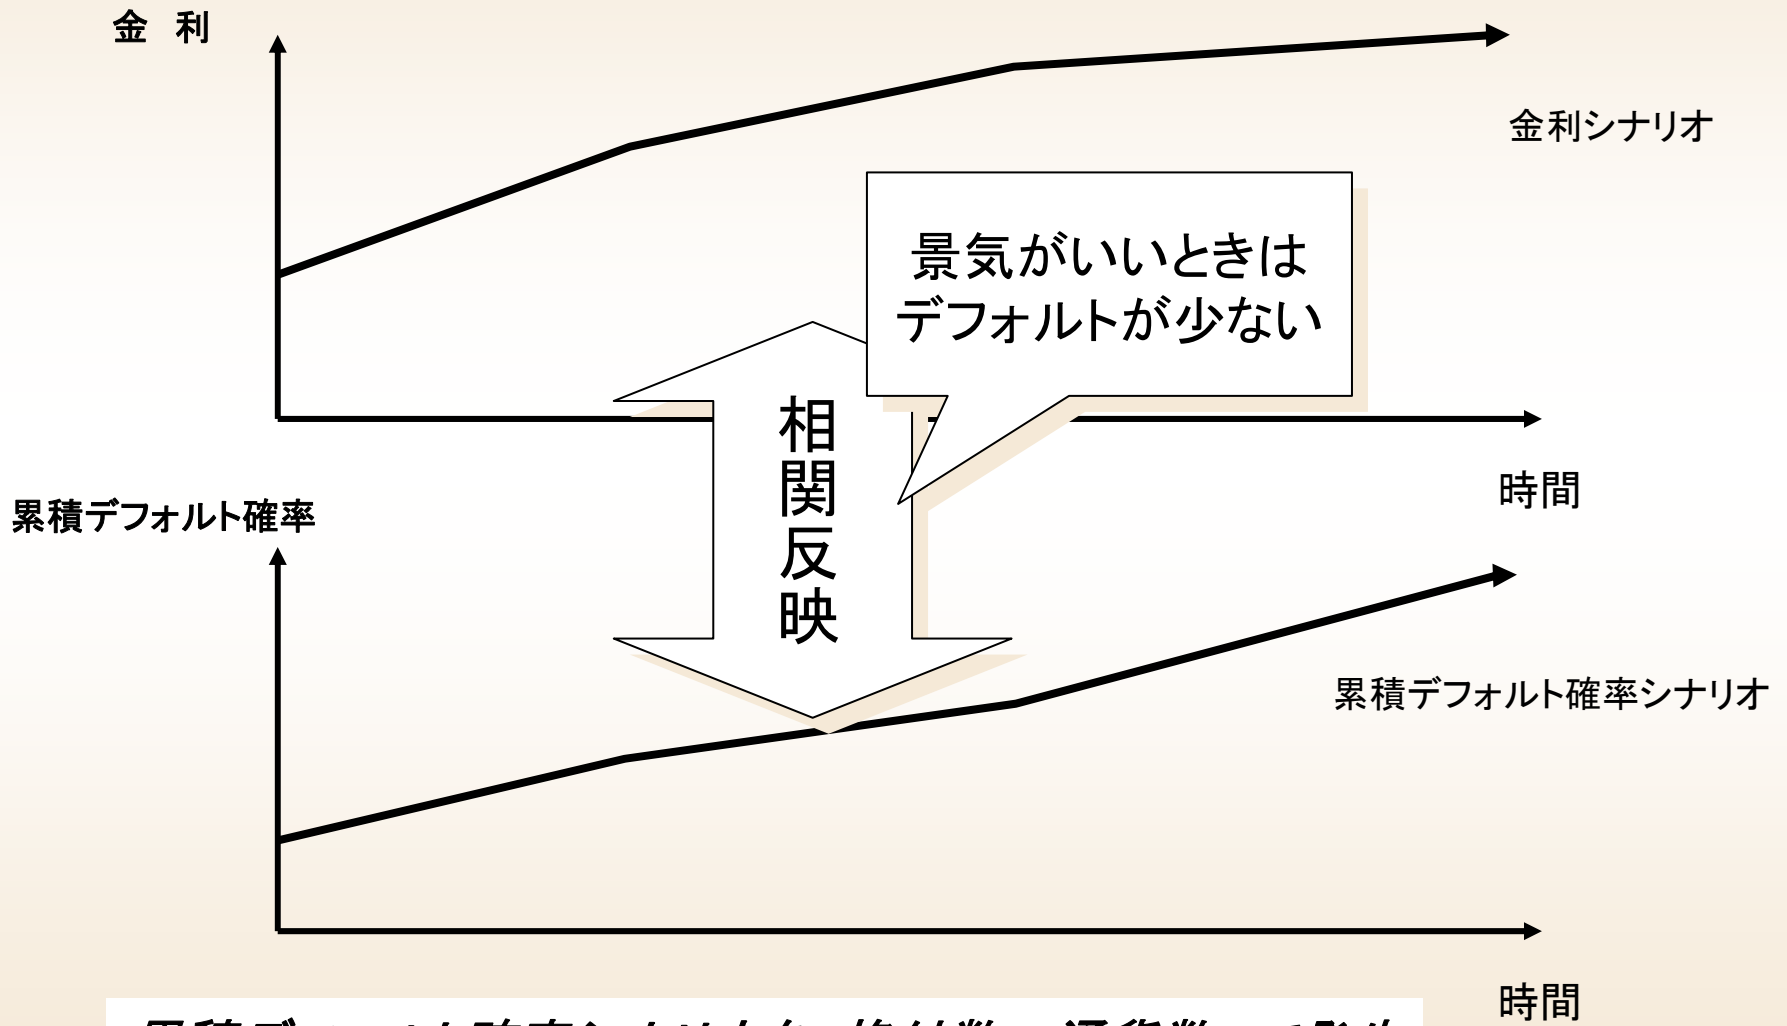 金 利
金利シナリオ
景気がいいときは
デフォルトが少ない
相関反映
時間
累積デフォルト確率
累積デフォルト確率シナリオ
時間